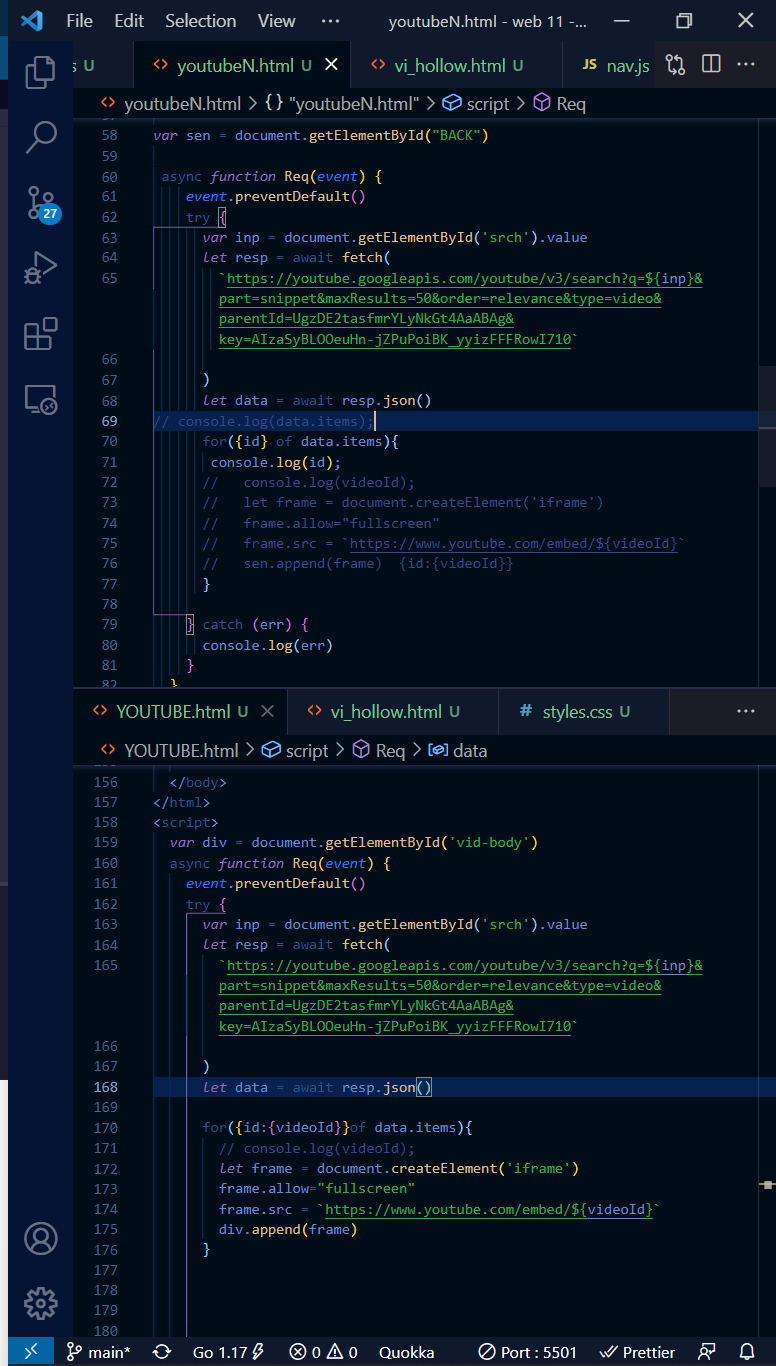 File Edit Selection View ··· youtubeN.html - web 11 -...
s U <> youtubeN.html U <> vi_hollow.html U JS nav.js ···
<> youtubeN.html > {} "youtubeN.html" > script > Req
58 var sen = document.getElementById("BACK")
59
60 async function Req(event) {
61 event.preventDefault()
62 try {
63 var inp = document.getElementById('srch').value
64 let resp = await fetch(
65 `https://youtube.googleapis.com/youtube/v3/search?q=${inp}&
part=snippet&maxResults=50&order=relevance&type=video&
parentId=UgzDE2tasfmrYLyNkGt4AaABAg&
key=AIzaSyBLOOeuHn-jZPuPoiBK_yyizFFFRowI710`
66
67 )
68 let data = await resp.json()
69 // console.log(data.items);
70 for({id} of data.items){
71 console.log(id);
72 // console.log(videoId);
73 // let frame = document.createElement('iframe')
74 // frame.allow="fullscreen"
75 // frame.src = `https://www.youtube.com/embed/${videoId}`
76 // sen.append(frame) {id:{videoId}}
77 }
78
79 } catch (err) {
80 console.log(err)
81 }
82 }
27
<> YOUTUBE.html U <> vi_hollow.html U # styles.css U ···
<> YOUTUBE.html > script > Req > data
156 </body>
157 </html>
158 <script>
159 var div = document.getElementById('vid-body')
160 async function Req(event) {
161 event.preventDefault()
162 try {
163 var inp = document.getElementById('srch').value
164 let resp = await fetch(
165 `https://youtube.googleapis.com/youtube/v3/search?q=${inp}&
part=snippet&maxResults=50&order=relevance&type=video&
parentId=UgzDE2tasfmrYLyNkGt4AaABAg&
key=AIzaSyBLOOeuHn-jZPuPoiBK_yyizFFFRowI710`
166
167 )
168 let data = await resp.json()
169
170 for({id:{videoId}}of data.items){
171 // console.log(videoId);
172 let frame = document.createElement('iframe')
173 frame.allow="fullscreen"
174 frame.src = `https://www.youtube.com/embed/${videoId}`
175 div.append(frame)
176 }
177
178
179
180
main* Go 1.17 0 0 Quokka Port : 5501 Prettier